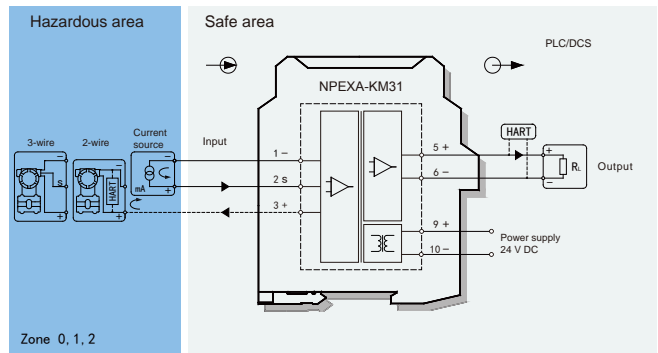 Hazardous area
Safe area
PLC/DCS
NPEXA-KM31
3-wire
2-wire
Current
source
Input
HART
1 −
5 +
− − −
+
S
HART
mA
2 s
6 −
RL
Output
+ + +
−
3 +
9 +
Power supply
24 V DC
10 −
Zone 0, 1, 2